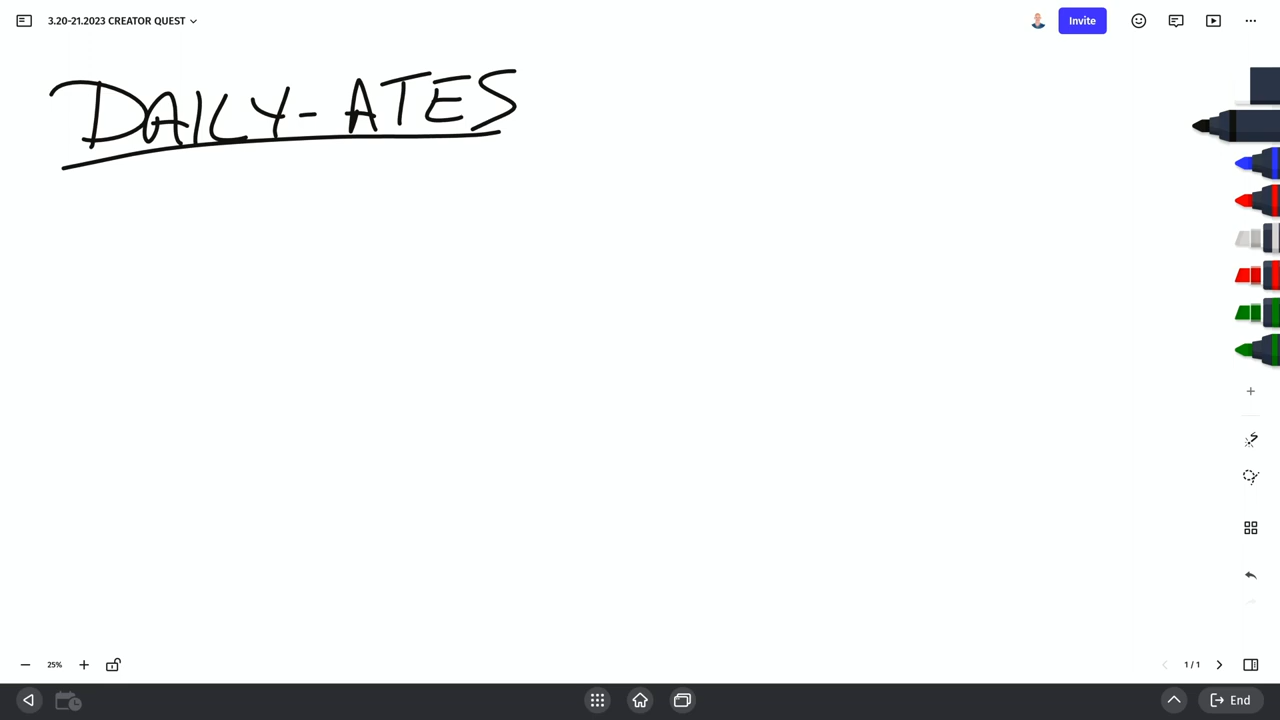 3.20-21.2023 CREATOR QUEST
Invite
DAILY-ATES
25%
1 / 1
End